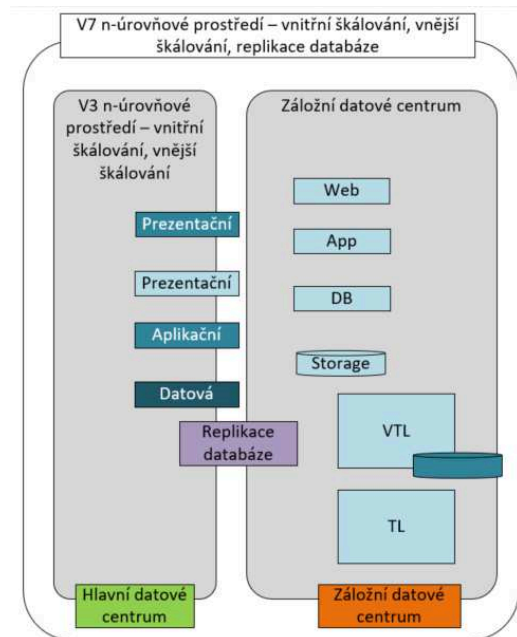 V7 n-úrovňové prostředí – vnitřní škálování, vnější
škálování, replikace databáze
V3 n-úrovňové
prostředí – vnitřní
škálování, vnější
škálování
Prezentační
Prezentační
Aplikační
Datová
Replikace
databáze
Hlavní datové
centrum
Záložní datové centrum
Web
App
DB
Storage
VTL
TL
Záložní datové
centrum